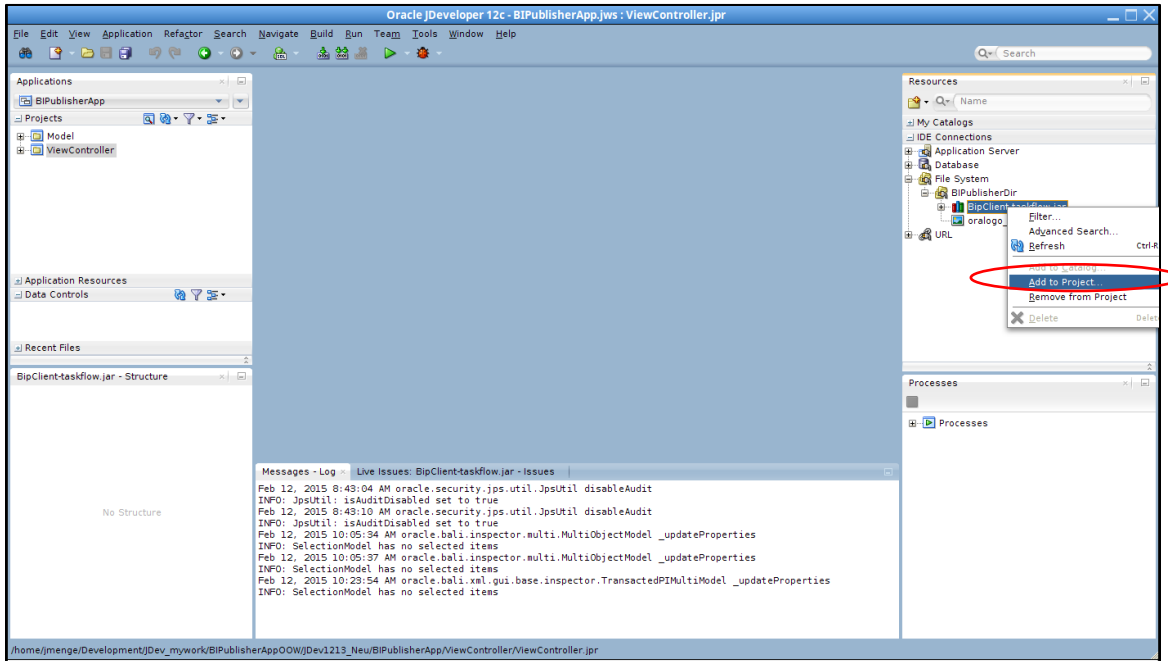 Oracle JDeveloper 12c - BIPublisherApp.jws : ViewController.jpr
File Edit View Application Refactor Search Navigate Build Run Team Tools Window Help
Search
Applications
BIPublisherApp
Projects
Model
ViewController
Application Resources
Data Controls
Recent Files
BipClient-taskflow.jar - Structure
No Structure
Messages - Log
Live Issues: BipClient-taskflow.jar - Issues
Feb 12, 2015 8:43:04 AM oracle.security.jps.util.JpsUtil disableAudit
INFO: JpsUtil: isAuditDisabled set to true
Feb 12, 2015 8:43:10 AM oracle.security.jps.util.JpsUtil disableAudit
INFO: JpsUtil: isAuditDisabled set to true
Feb 12, 2015 10:05:34 AM oracle.bali.inspector.multi.MultiObjectModel _updateProperties
INFO: SelectionModel has no selected items
Feb 12, 2015 10:05:37 AM oracle.bali.inspector.multi.MultiObjectModel _updateProperties
INFO: SelectionModel has no selected items
Feb 12, 2015 10:23:54 AM oracle.bali.xml.gui.base.inspector.TransactedPIMultiModel _updateProperties
INFO: SelectionModel has no selected items
Resources
Name
My Catalogs
IDE Connections
Application Server
Database
File System
BIPublisherDir
BipClient-taskflow.jar
oralogo_
URL
Filter...
Advanced Search...
Refresh Ctrl-R
Add to Catalog...
Add to Project...
Remove from Project
Delete Delet
Processes
Processes
/home/jmenge/Development/JDev_mywork/BIPublisherAppOOW/JDev1213_Neu/BIPublisherApp/ViewController/ViewController.jpr